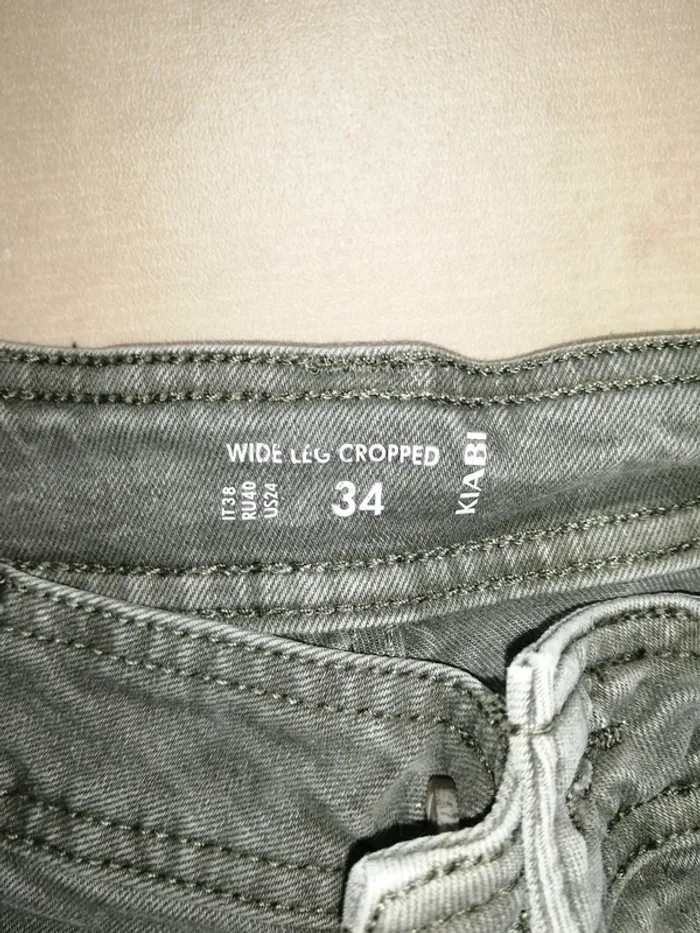 WIDE LEG CROPPED
IT38
RU40
US24
34
KIABI